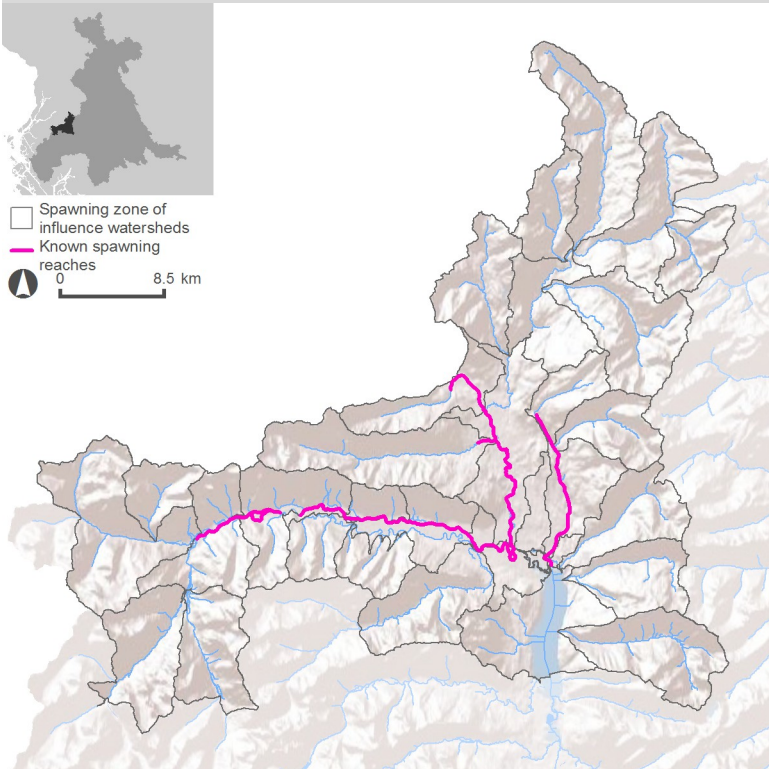 Spawning zone of
influence watersheds
Known spawning
reaches
0 8.5 km